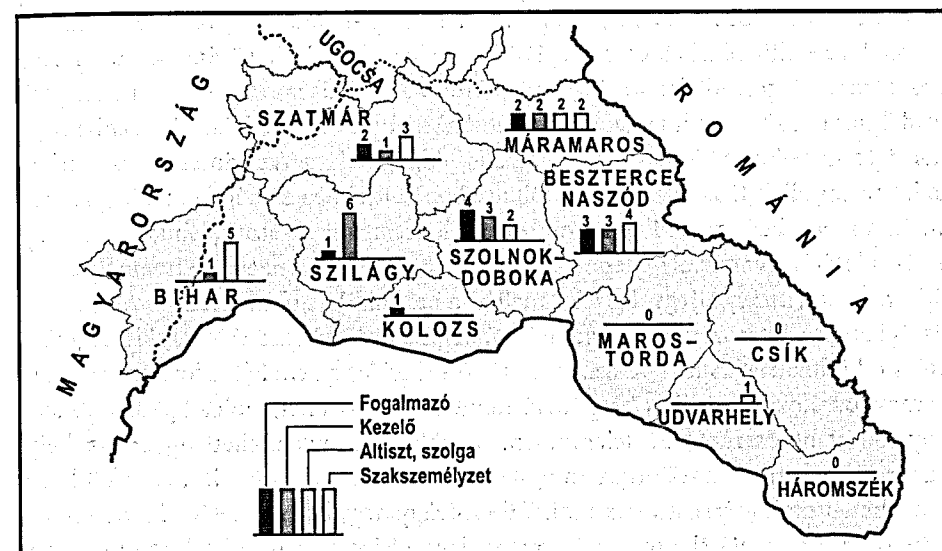 UGOCSA
MAGYARORSZÁG
ROMÁNIA
SZATMÁR
2 1 3
2 2 2 2
MÁRAMAROS
BESZTERCE
NASZÓD
3 3 4
1 6
SZILÁGY
4 3 2
SZOLNOK-
DOBOKA
1 5
BIHAR
1
KOLOZS
0
MAROS-
TORDA
0
CSÍK
1
UDVARHELY
0
HÁROMSZÉK
Fogalmazó
Kezelő
Altiszt, szolga
Szakszemélyzet